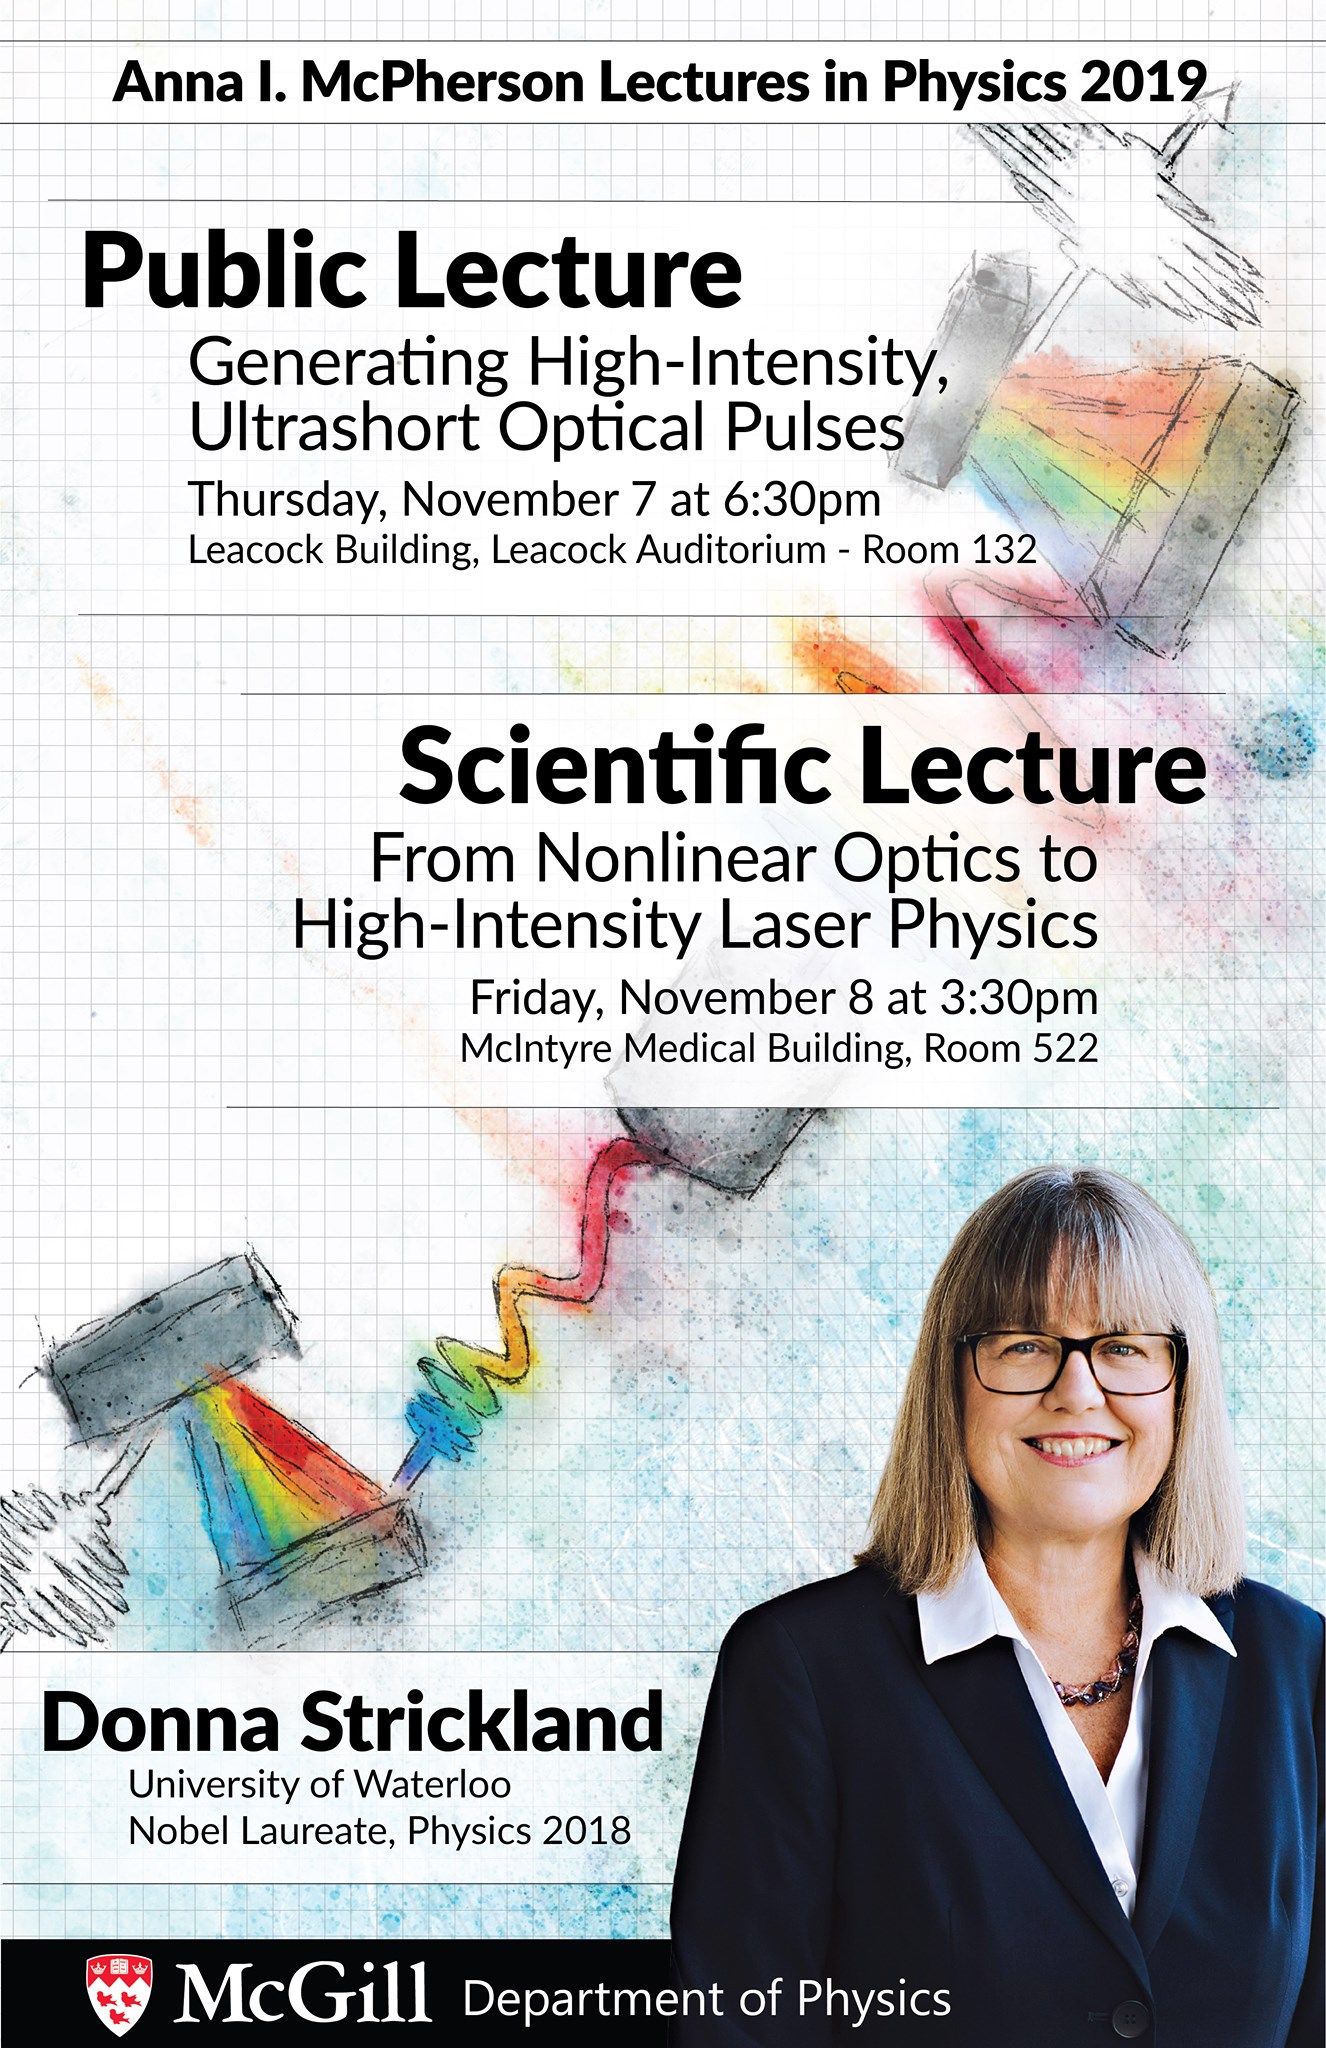 Anna I. McPherson Lectures in Physics 2019
Public Lecture
Generating High-Intensity,
Ultrashort Optical Pulses
Thursday, November 7 at 6:30pm
Leacock Building, Leacock Auditorium - Room 132
Scientific Lecture
From Nonlinear Optics to
High-Intensity Laser Physics
Friday, November 8 at 3:30pm
McIntyre Medical Building, Room 522
Donna Strickland
University of Waterloo
Nobel Laureate, Physics 2018
McGill Department of Physics